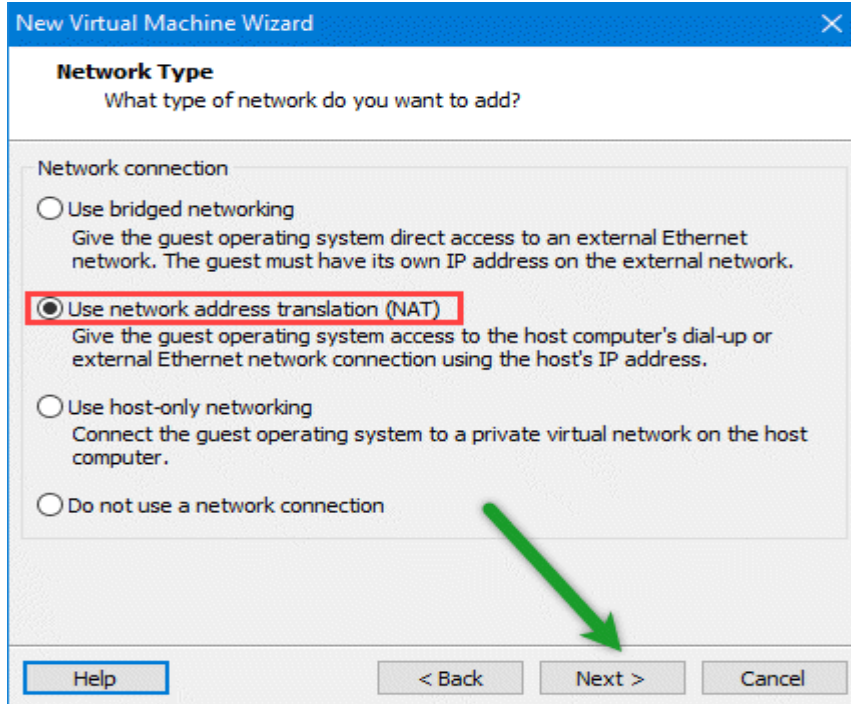 New Virtual Machine Wizard
Network Type
What type of network do you want to add?
Network connection
Use bridged networking
Give the guest operating system direct access to an external Ethernet
network. The guest must have its own IP address on the external network.
Use network address translation (NAT)
Give the guest operating system access to the host computer's dial-up or
external Ethernet network connection using the host's IP address.
Use host-only networking
Connect the guest operating system to a private virtual network on the host
computer.
Do not use a network connection
Help
< Back
Next >
Cancel